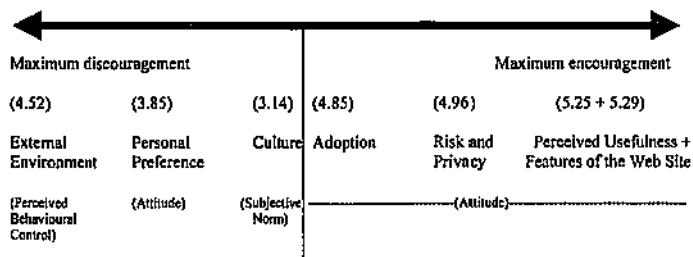 Maximum discouragement Maximum encouragement
(4.52) (3.85) (3.14) (4.85) (4.96) (5.25 + 5.29)
External Personal Culture Adoption Risk and Perceived Usefulness +
Environment Preference Privacy Features of the Web Site
(Perceived (Attitude) (Subjective (Attitude)
Behavioural Norm)
Control)